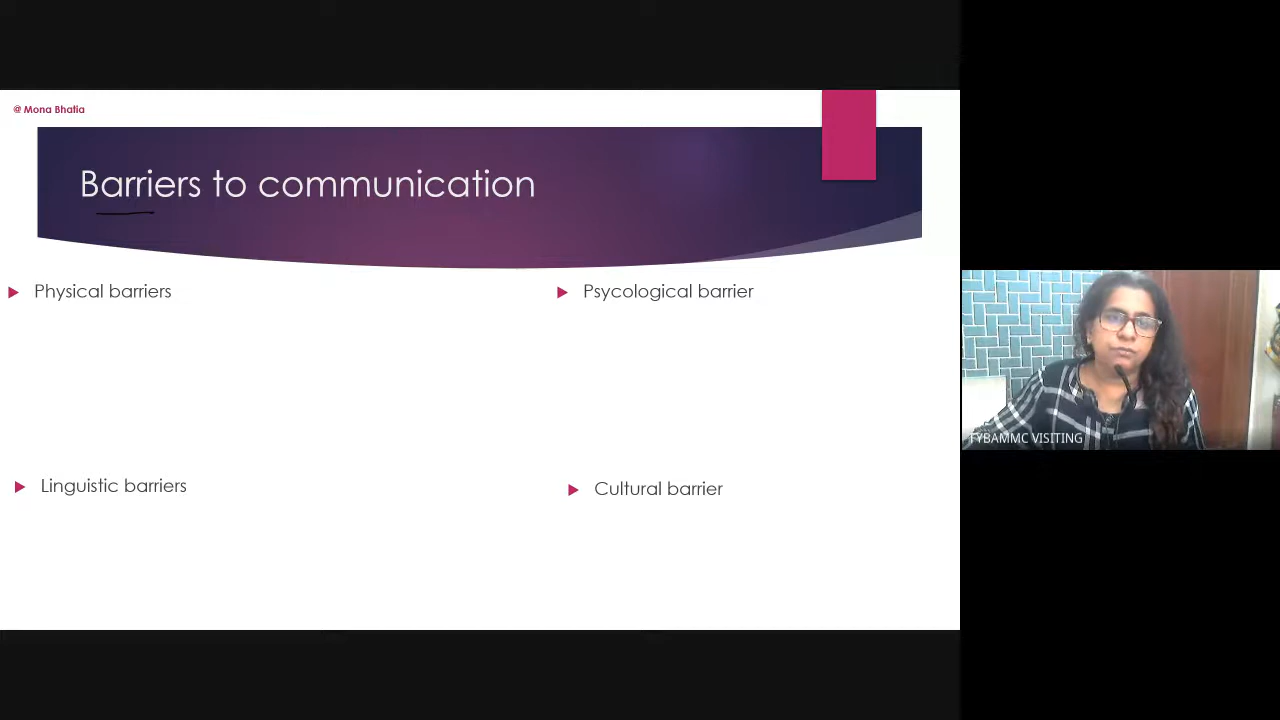 @ Mona Bhatia
Barriers to communication
Physical barriers
Psycological barrier
Linguistic barriers
Cultural barrier
FYBAMMC VISITING